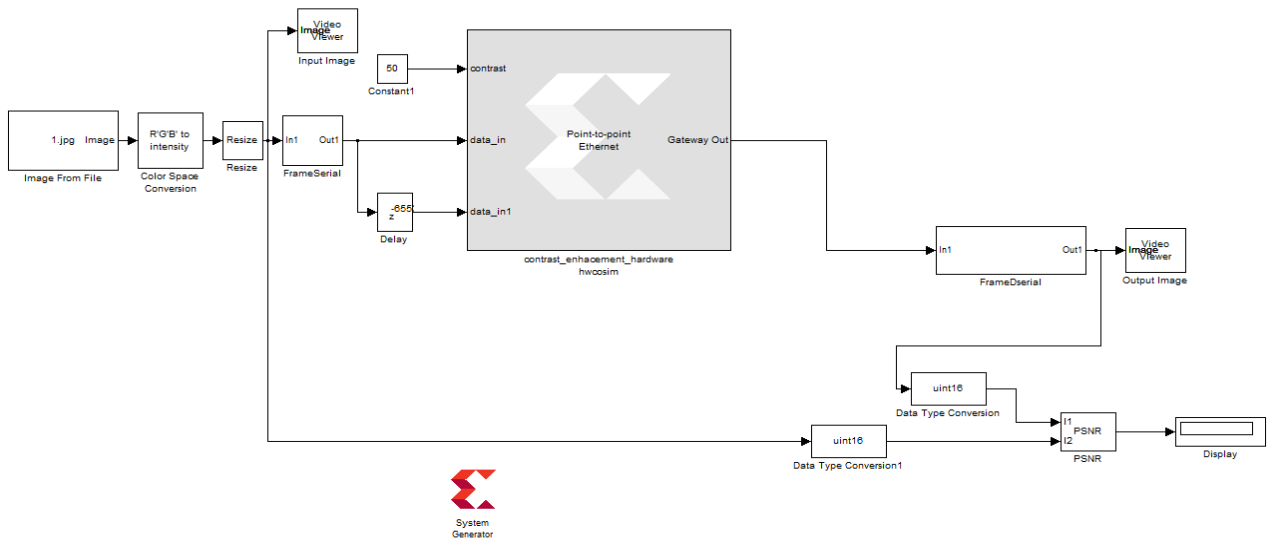 Video
Viewer
Image
Input Image
50
Constant1
contrast
1.jpg Image
Image From File
R'G'B' to
intensity
Color Space
Conversion
Resize
Resize
In1 Out1
FrameSerial
data_in
Point-to-point
Ethernet
Gateway Out
-655
z
Delay
data_in1
contrast_enhacement_hardware
hwcosim
In1 Out1
FrameDserial
Video
Viewer
Image
Output Image
uint16
Data Type Conversion
uint16
Data Type Conversion1
I1
PSNR
I2
PSNR
Display
System
Generator